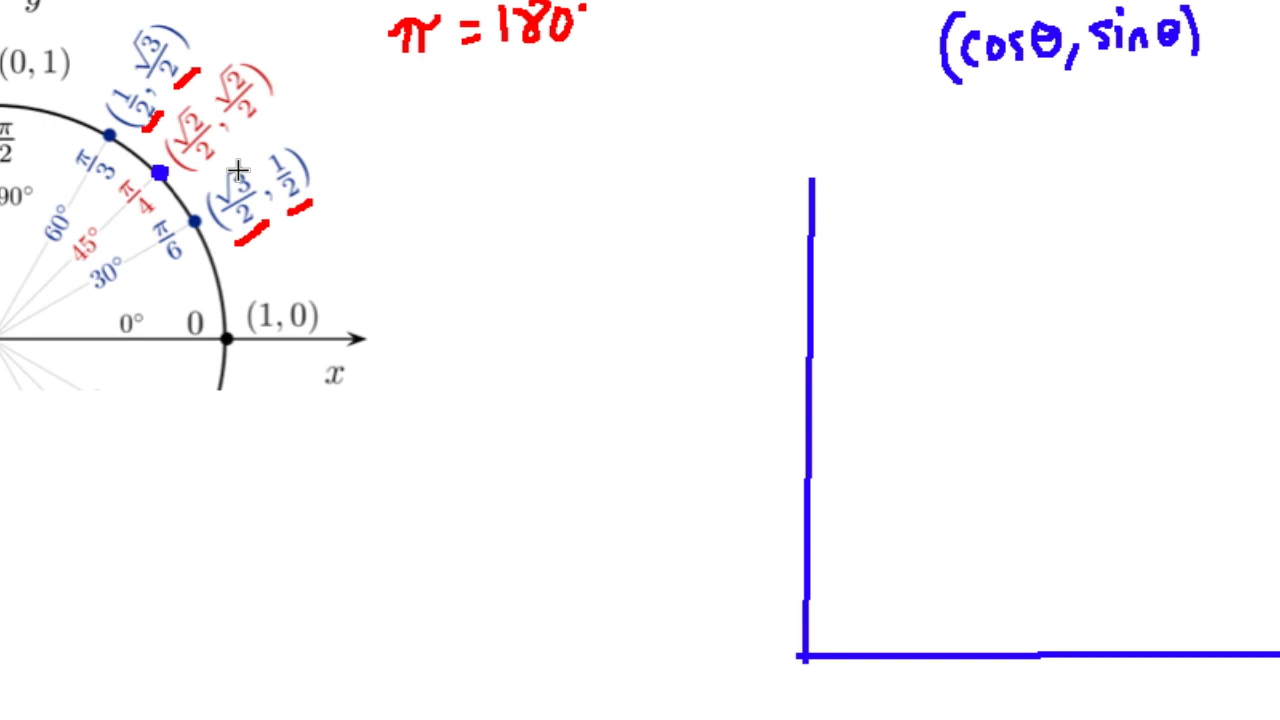 y
π = 180°
(cosθ, sinθ)
(0, 1)
(1/2, √3/2)
(√2/2, √2/2)
(√3/2, 1/2)
π/2
π/3
π/4
π/6
90°
60°
45°
30°
0° 0 (1, 0)
x